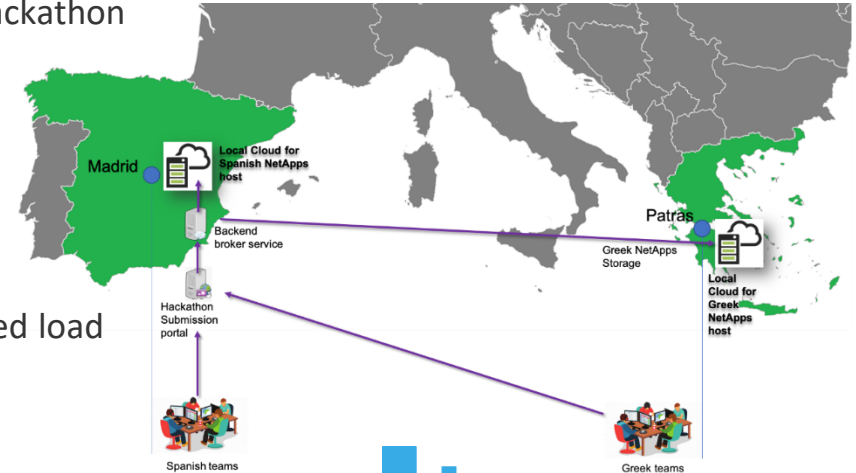 ackathon
Local Cloud for
Spanish NetApps
host
Madrid
Backend
broker service
Patras
Greek NetApps
Storage
Local
Cloud for
Greek
NetApps
host
Hackathon
Submission
portal
ed load
Spanish teams
Greek teams